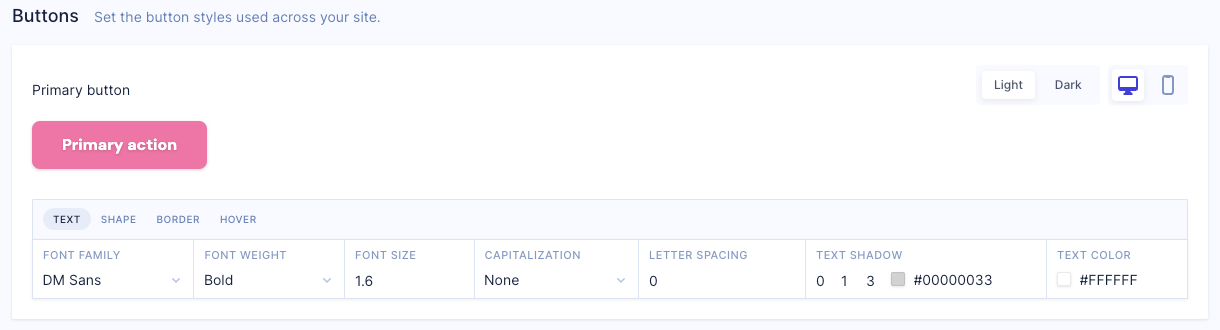 Buttons Set the button styles used across your site.
Primary button
Light Dark
Primary action
TEXT SHAPE BORDER HOVER
FONT FAMILY FONT WEIGHT FONT SIZE CAPITALIZATION LETTER SPACING TEXT SHADOW TEXT COLOR
DM Sans Bold 1.6 None 0 0 1 3 #00000033 #FFFFFF